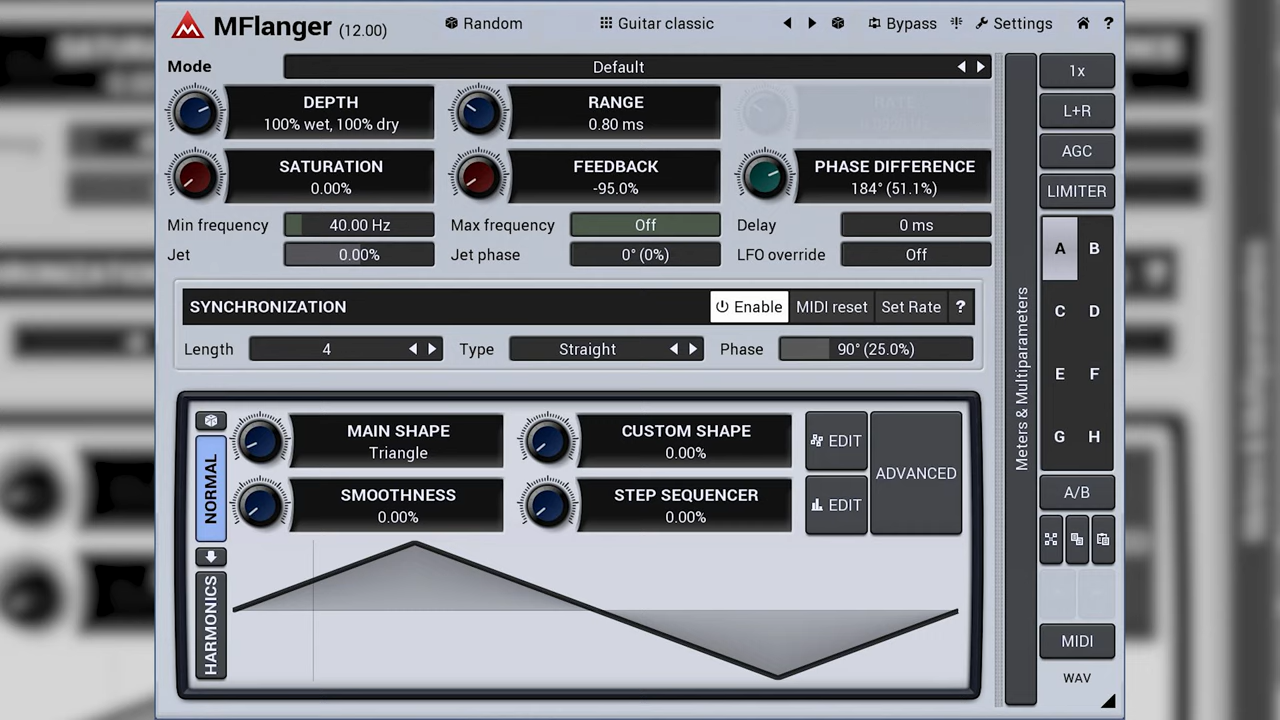 MFlanger (12.00)
Random
Guitar classic
Bypass
Settings
?
Mode
Default
DEPTH
100% wet, 100% dry
RANGE
0.80 ms
RATE
SATURATION
0.00%
FEEDBACK
-95.0%
PHASE DIFFERENCE
184° (51.1%)
Min frequency
40.00 Hz
Max frequency
Off
Delay
0 ms
Jet
0.00%
Jet phase
0° (0%)
LFO override
Off
SYNCHRONIZATION
Enable
MIDI reset
Set Rate
?
Length
4
Type
Straight
Phase
90° (25.0%)
NORMAL
HARMONICS
MAIN SHAPE
Triangle
CUSTOM SHAPE
0.00%
SMOOTHNESS
0.00%
STEP SEQUENCER
0.00%
EDIT
EDIT
ADVANCED
Meters & Multiparameters
1x
L+R
AGC
LIMITER
A B
C D
E F
G H
A/B
MIDI
WAV